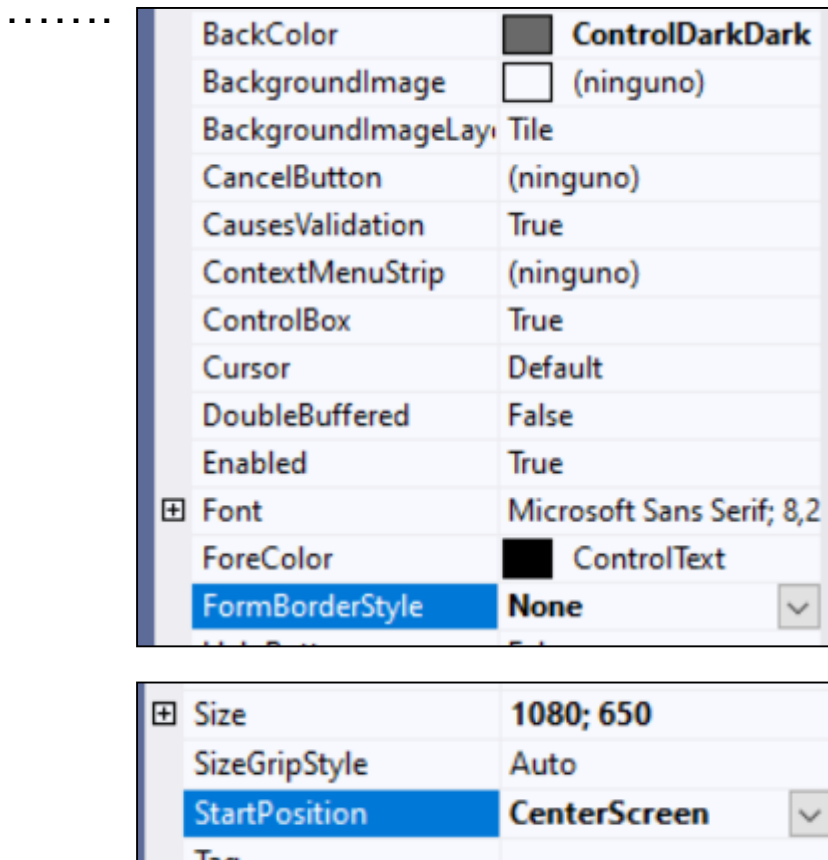 .......
BackColor ControlDarkDark
BackgroundImage (ninguno)
BackgroundImageLay Tile
CancelButton (ninguno)
CausesValidation True
ContextMenuStrip (ninguno)
ControlBox True
Cursor Default
DoubleBuffered False
Enabled True
Font Microsoft Sans Serif; 8,2
ForeColor ControlText
FormBorderStyle None
Size 1080; 650
SizeGripStyle Auto
StartPosition CenterScreen